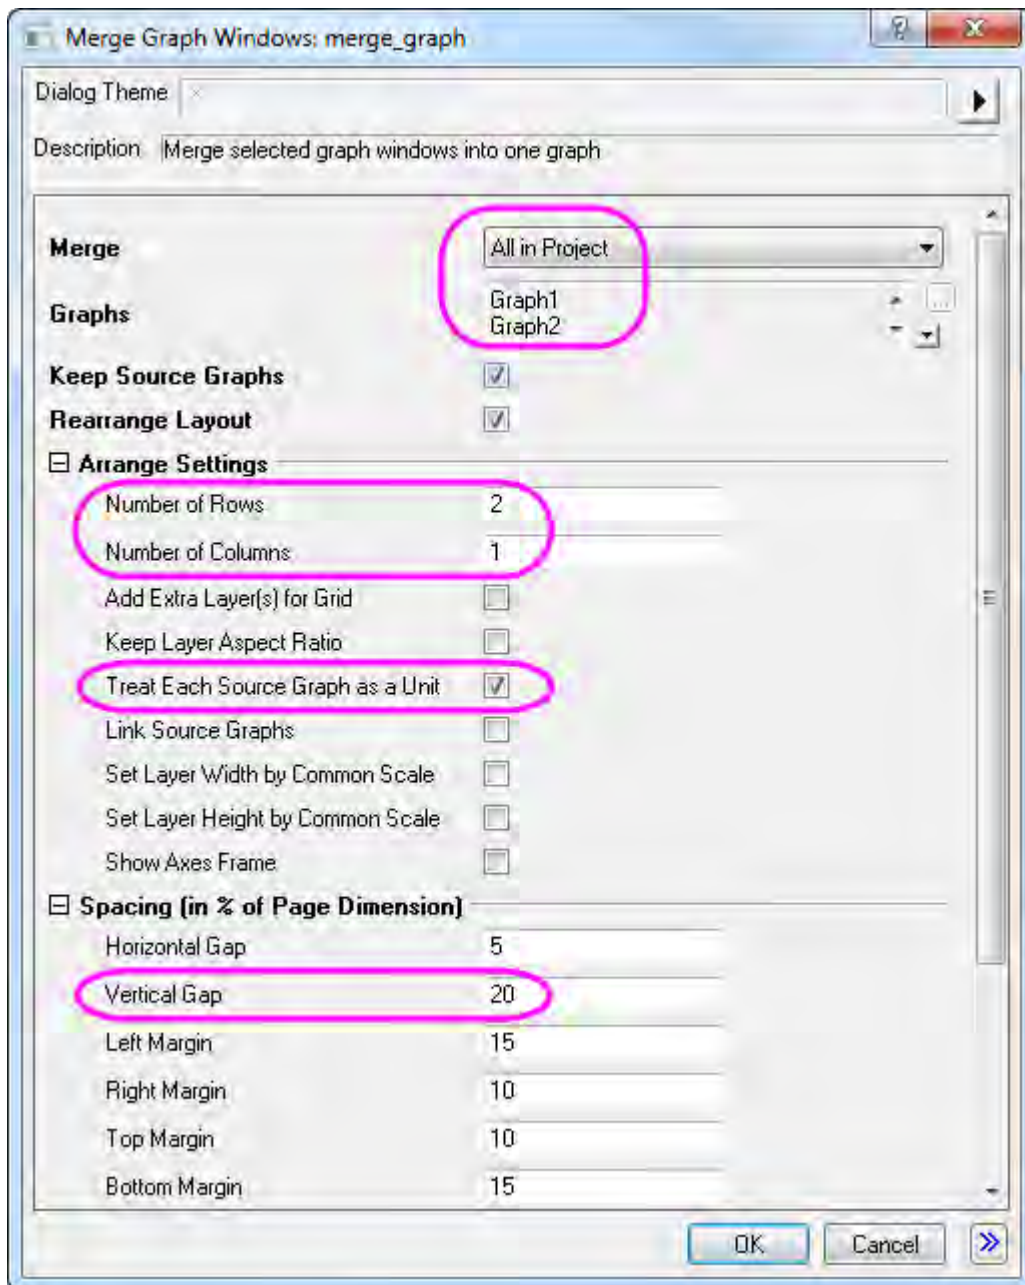 Merge Graph Windows: merge_graph
Dialog Theme
Description Merge selected graph windows into one graph
Merge All in Project
Graphs Graph1
Graph2
Keep Source Graphs
Rearrange Layout
Arrange Settings
Number of Rows 2
Number of Columns 1
Add Extra Layer(s) for Grid
Keep Layer Aspect Ratio
Treat Each Source Graph as a Unit
Link Source Graphs
Set Layer Width by Common Scale
Set Layer Height by Common Scale
Show Axes Frame
Spacing (in % of Page Dimension)
Horizontal Gap 5
Vertical Gap 20
Left Margin 15
Right Margin 10
Top Margin 10
Bottom Margin 15
OK Cancel